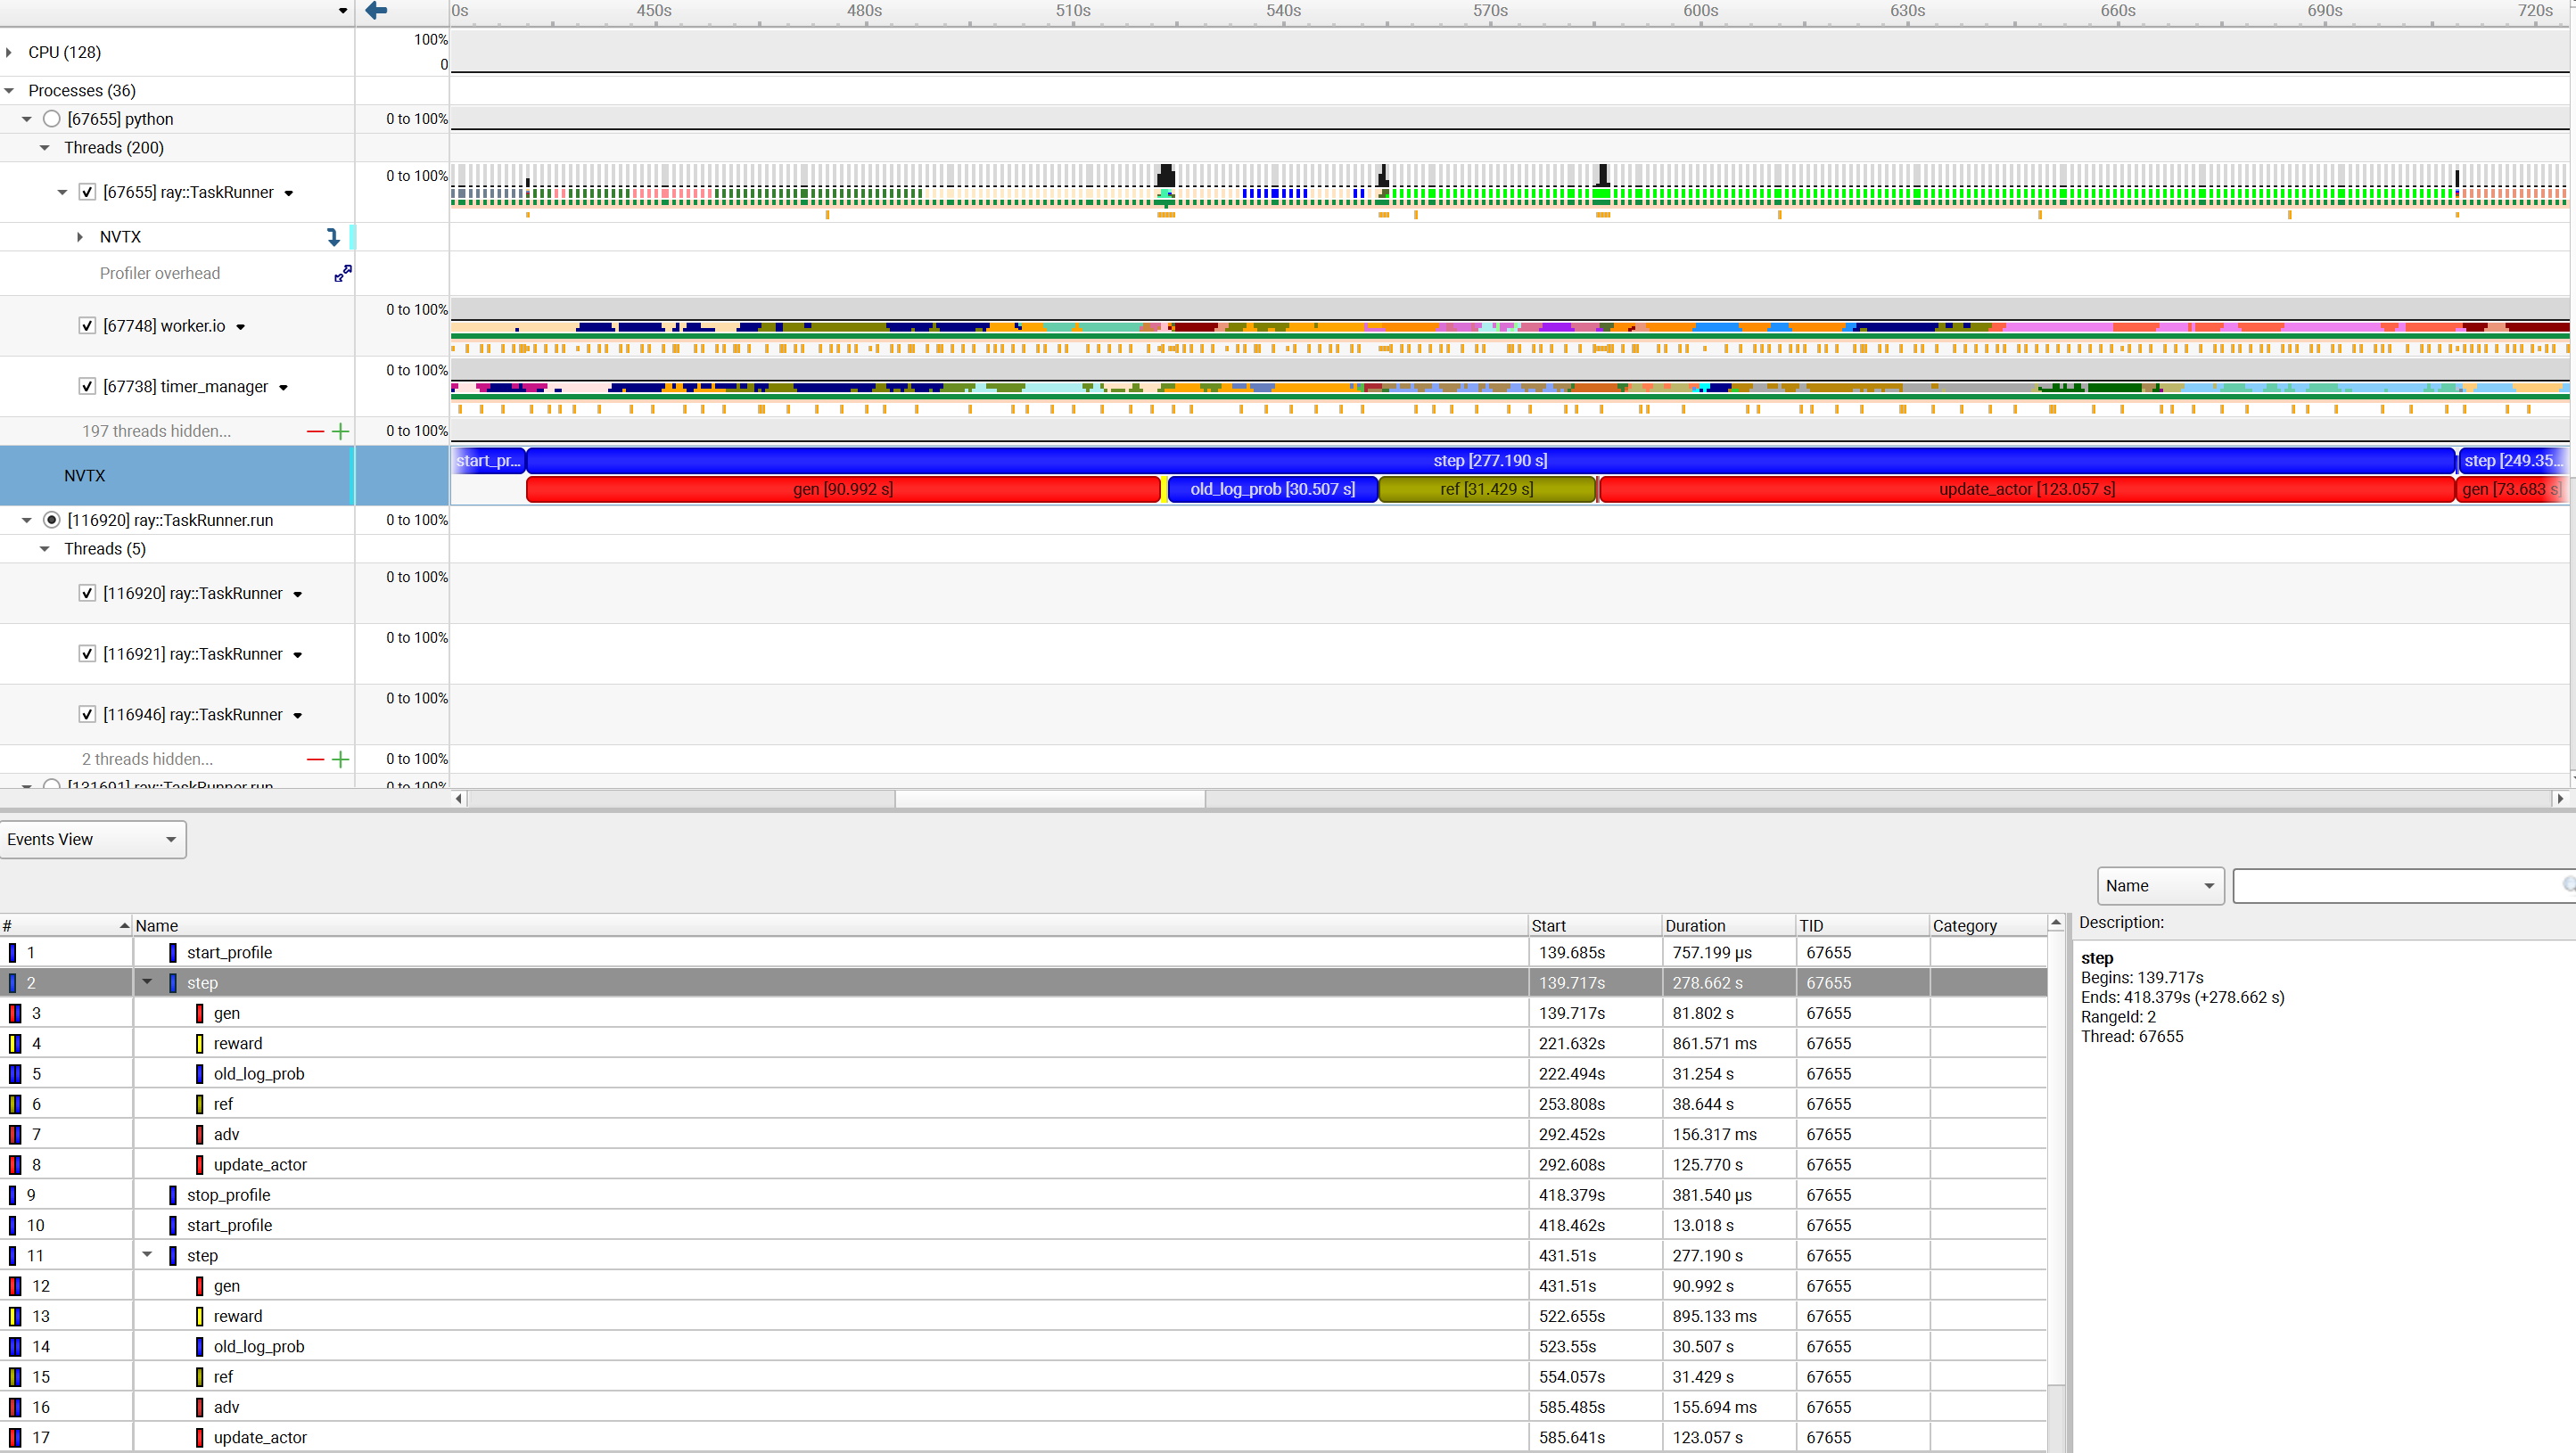 0s 450s 480s 510s 540s 570s 600s 630s 660s 690s 720s
CPU (128) 100%
0
Processes (36)
[67655] python 0 to 100%
Threads (200)
[67655] ray::TaskRunner 0 to 100%
NVTX
Profiler overhead
[67748] worker.io 0 to 100%
[67738] timer_manager 0 to 100%
197 threads hidden... 0 to 100%
NVTX start_pr... step [277.190 s] step [249.35...
gen [90.992 s] old_log_prob [30.507 s] ref [31.429 s] update_actor [123.057 s] gen [73.683 s]
[116920] ray::TaskRunner.run 0 to 100%
Threads (5)
[116920] ray::TaskRunner 0 to 100%
[116921] ray::TaskRunner 0 to 100%
[116946] ray::TaskRunner 0 to 100%
2 threads hidden... 0 to 100%
[131691] ray::TaskRunner.run 0 to 100%
Events View
Name
# Name Start Duration TID Category
1 start_profile 139.685s 757.199 µs 67655
2 step 139.717s 278.662 s 67655
3 gen 139.717s 81.802 s 67655
4 reward 221.632s 861.571 ms 67655
5 old_log_prob 222.494s 31.254 s 67655
6 ref 253.808s 38.644 s 67655
7 adv 292.452s 156.317 ms 67655
8 update_actor 292.608s 125.770 s 67655
9 stop_profile 418.379s 381.540 µs 67655
10 start_profile 418.462s 13.018 s 67655
11 step 431.51s 277.190 s 67655
12 gen 431.51s 90.992 s 67655
13 reward 522.655s 895.133 ms 67655
14 old_log_prob 523.55s 30.507 s 67655
15 ref 554.057s 31.429 s 67655
16 adv 585.485s 155.694 ms 67655
17 update_actor 585.641s 123.057 s 67655
Description:
step
Begins: 139.717s
Ends: 418.379s (+278.662 s)
RangeId: 2
Thread: 67655